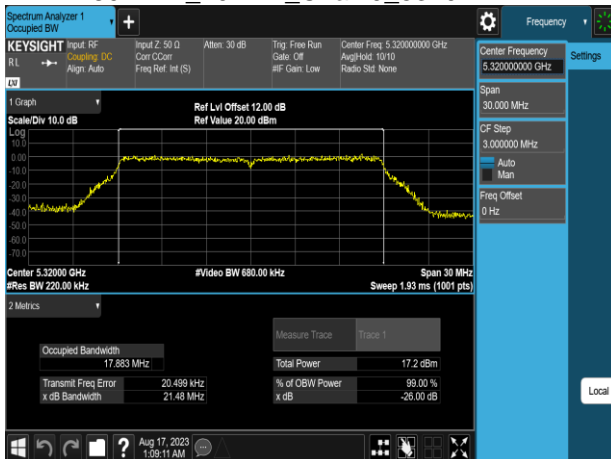 Spectrum Analyzer 1
Occupied BW
Frequency
KEYSIGHT
Input: RF
Coupling: DC
Align: Auto
Input Z: 50 Ω
Corr CCorr
Freq Ref: Int (S)
Atten: 30 dB
Trig: Free Run
Gate: Off
#IF Gain: Low
Center Freq: 5.320000000 GHz
Avg|Hold: 10/10
Radio Std: None
R L
LXI
Center Frequency
5.320000000 GHz
Settings
Span
30.000 MHz
CF Step
3.000000 MHz
Auto
Man
Freq Offset
0 Hz
Local
1 Graph
Scale/Div 10.0 dB
Ref Lvl Offset 12.00 dB
Ref Value 20.00 dBm
Log
10.0
0.00
-10.0
-20.0
-30.0
-40.0
-50.0
-60.0
-70.0
Center 5.32000 GHz
#Res BW 220.00 kHz
#Video BW 680.00 kHz
Span 30 MHz
Sweep 1.93 ms (1001 pts)
2 Metrics
Measure Trace
Trace 1
Occupied Bandwidth
17.883 MHz
Total Power
17.2 dBm
Transmit Freq Error
20.499 kHz
% of OBW Power
99.00 %
x dB Bandwidth
21.48 MHz
x dB
-26.00 dB
Aug 17, 2023
1:09:11 AM